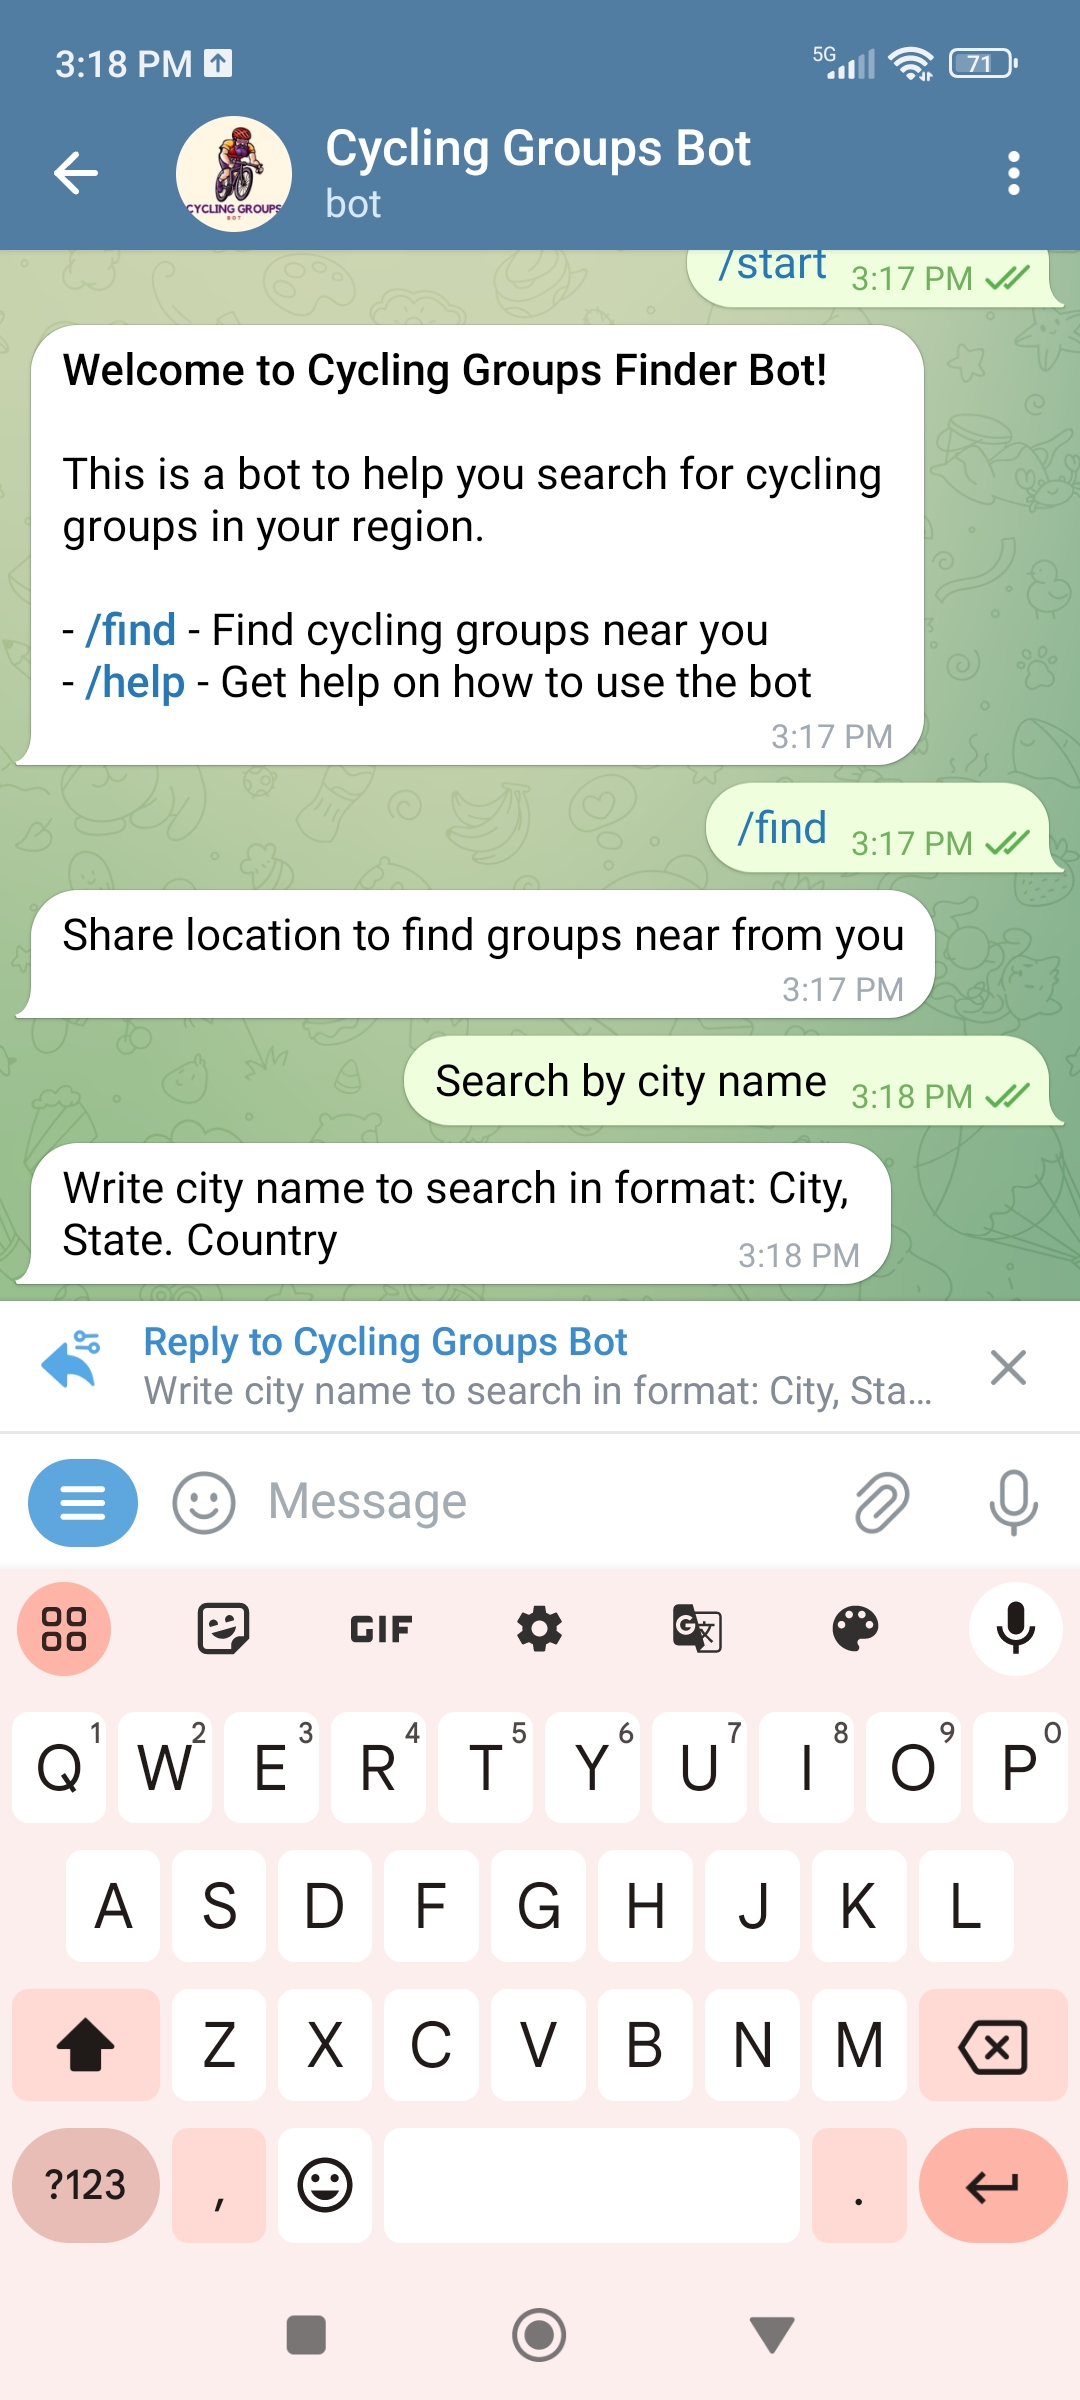 3:18 PM
5G
71
Cycling Groups Bot
bot
CYCLING GROUPS
BOT
/start 3:17 PM
Welcome to Cycling Groups Finder Bot!
This is a bot to help you search for cycling
groups in your region.
- /find - Find cycling groups near you
- /help - Get help on how to use the bot
3:17 PM
/find 3:17 PM
Share location to find groups near from you
3:17 PM
Search by city name 3:18 PM
Write city name to search in format: City,
State. Country
3:18 PM
Reply to Cycling Groups Bot
Write city name to search in format: City, Sta...
Message
GIF
G 文
Q 1 W 2 E 3 R 4 T 5 Y 6 U 7 I 8 O 9 P 0
A S D F G H J K L
Z X C V B N M
?123 , .